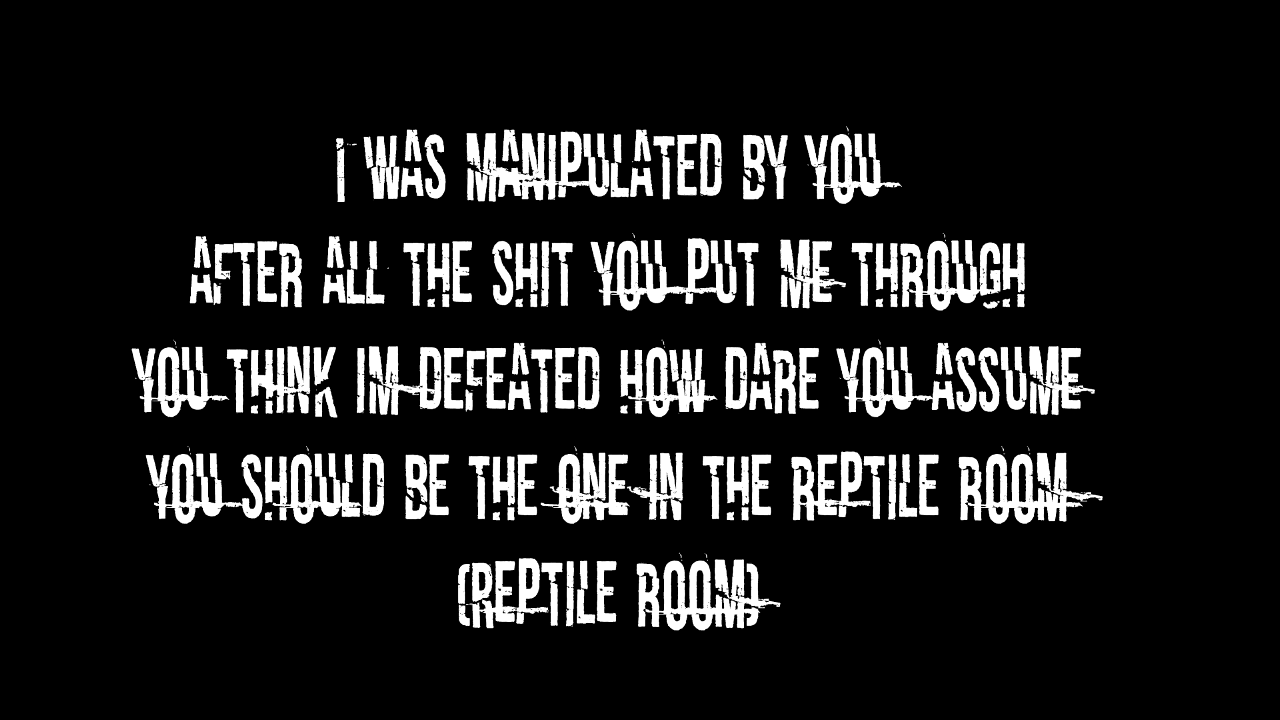 I WAS MANIPULATED BY YOU
AFTER ALL THE SHIT YOU PUT ME THROUGH
YOU THINK IM DEFEATED HOW DARE YOU ASSUME
YOU SHOULD BE THE ONE IN THE REPTILE ROOM
(REPTILE ROOM)